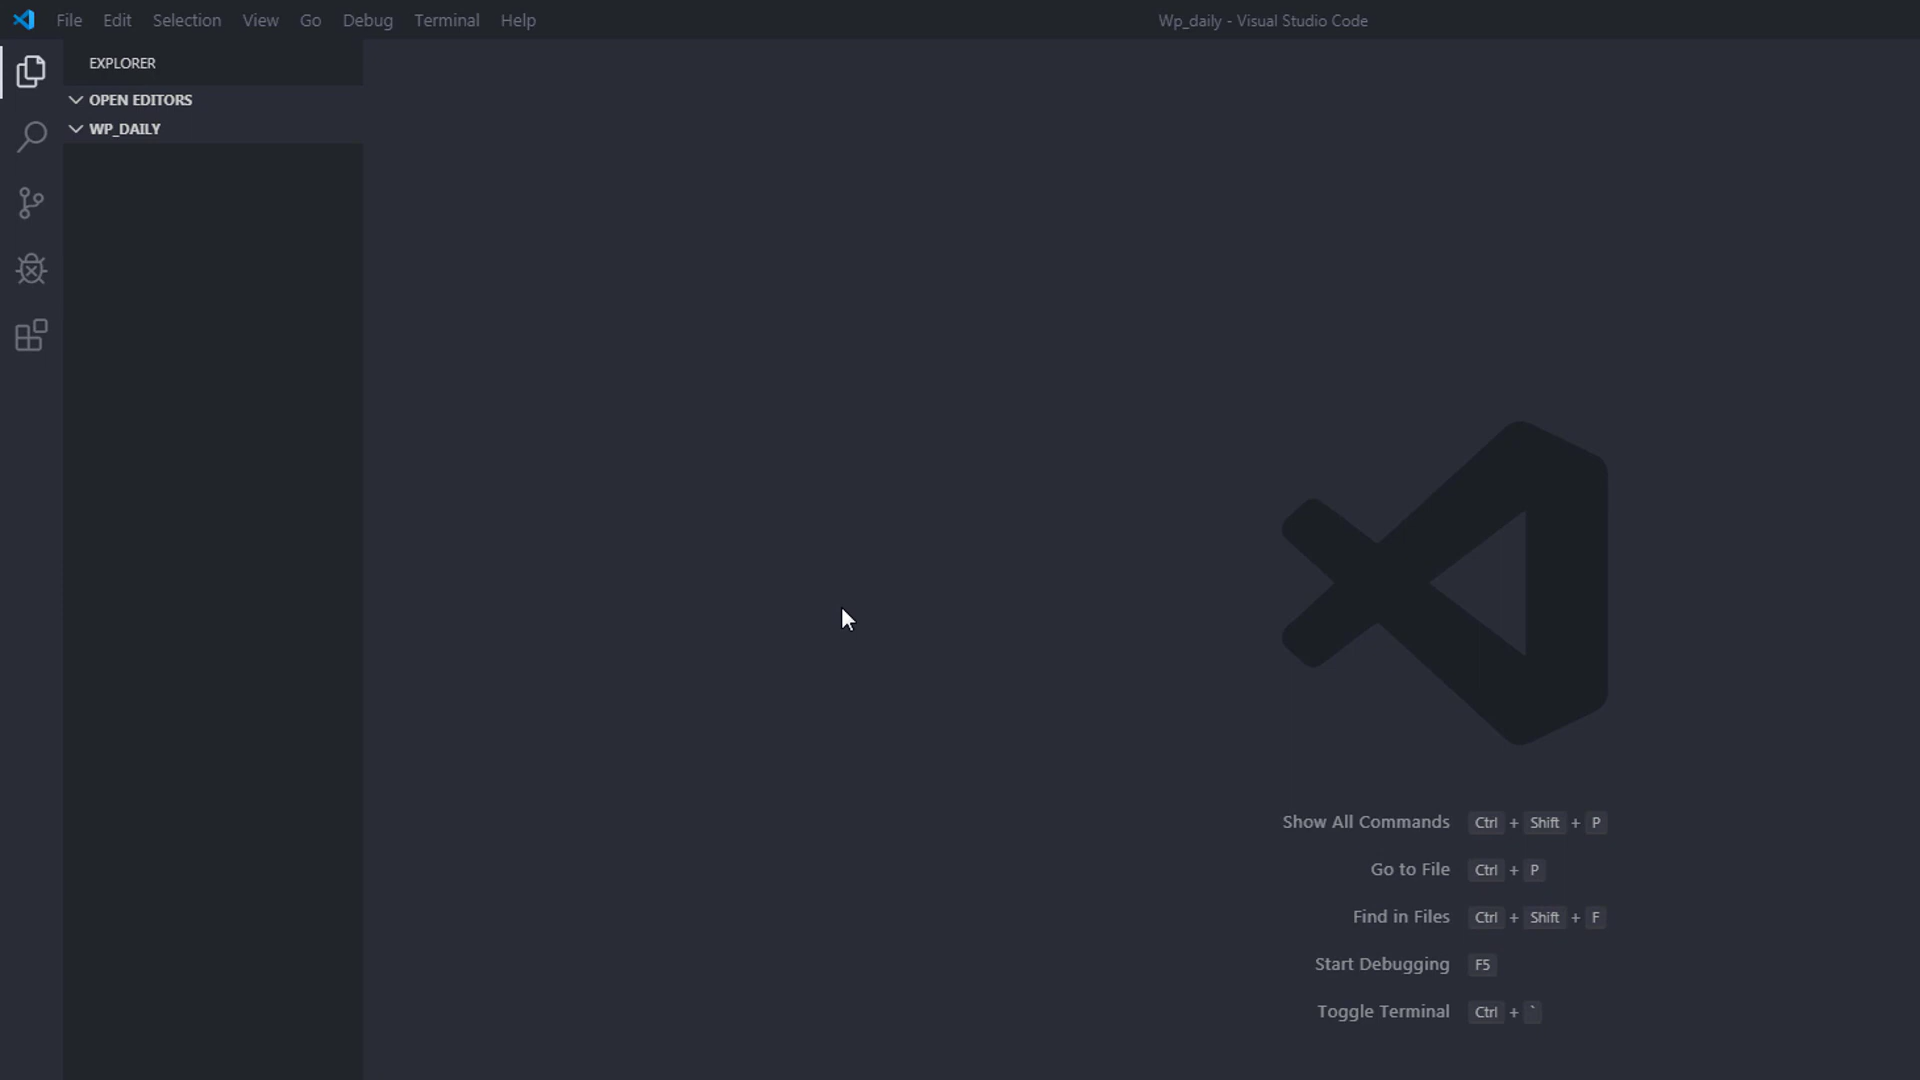 File Edit Selection View Go Debug Terminal Help Wp_daily - Visual Studio Code
EXPLORER
OPEN EDITORS
WP_DAILY
Show All Commands Ctrl + Shift + P
Go to File Ctrl + P
Find in Files Ctrl + Shift + F
Start Debugging F5
Toggle Terminal Ctrl + `